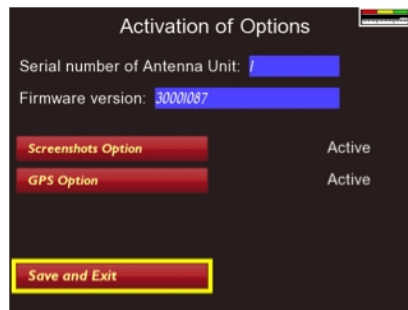 Activation of Options
Serial number of Antenna Unit: 1
Firmware version: 30001087
Screenshots Option Active
GPS Option Active
Save and Exit